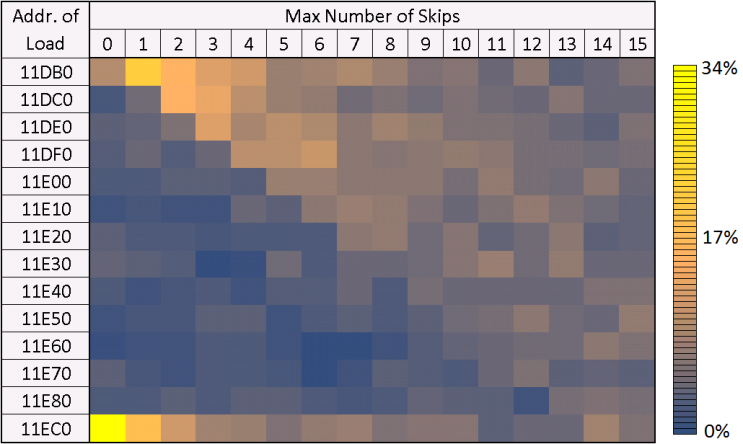 Addr. of Load
Max Number of Skips
0 1 2 3 4 5 6 7 8 9 10 11 12 13 14 15
11DB0
11DC0
11DE0
11DF0
11E00
11E10
11E20
11E30
11E40
11E50
11E60
11E70
11E80
11EC0
34%
17%
0%